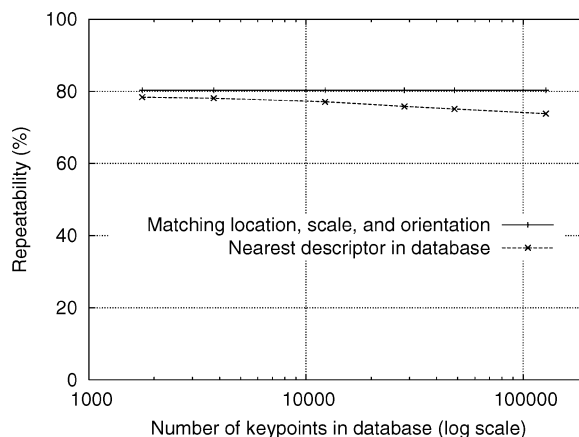 100
80
60
40
20
0
Repeatability (%)
Matching location, scale, and orientation
Nearest descriptor in database
1000 10000 100000
Number of keypoints in database (log scale)